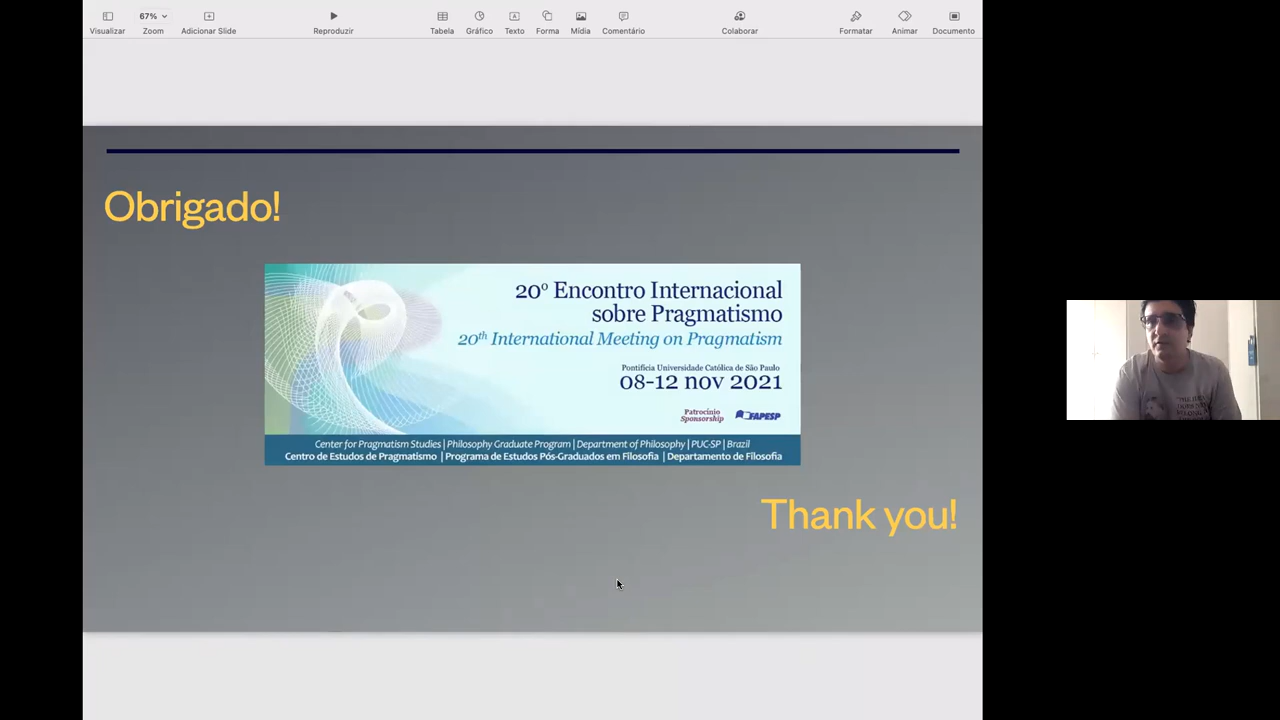 67%
Visualizar Zoom Adicionar Slide Reproduzir Tabela Gráfico Texto Forma Mídia Comentário Colaborar Formatar Animar Documento
Obrigado!
20º Encontro Internacional
sobre Pragmatismo
20th International Meeting on Pragmatism
Pontifícia Universidade Católica de São Paulo
08-12 nov 2021
Patrocínio
Sponsorship
FAPESP
Center for Pragmatism Studies | Philosophy Graduate Program | Department of Philosophy | PUC-SP | Brazil
Centro de Estudos de Pragmatismo | Programa de Estudos Pós-Graduados em Filosofia | Departamento de Filosofia
Thank you!